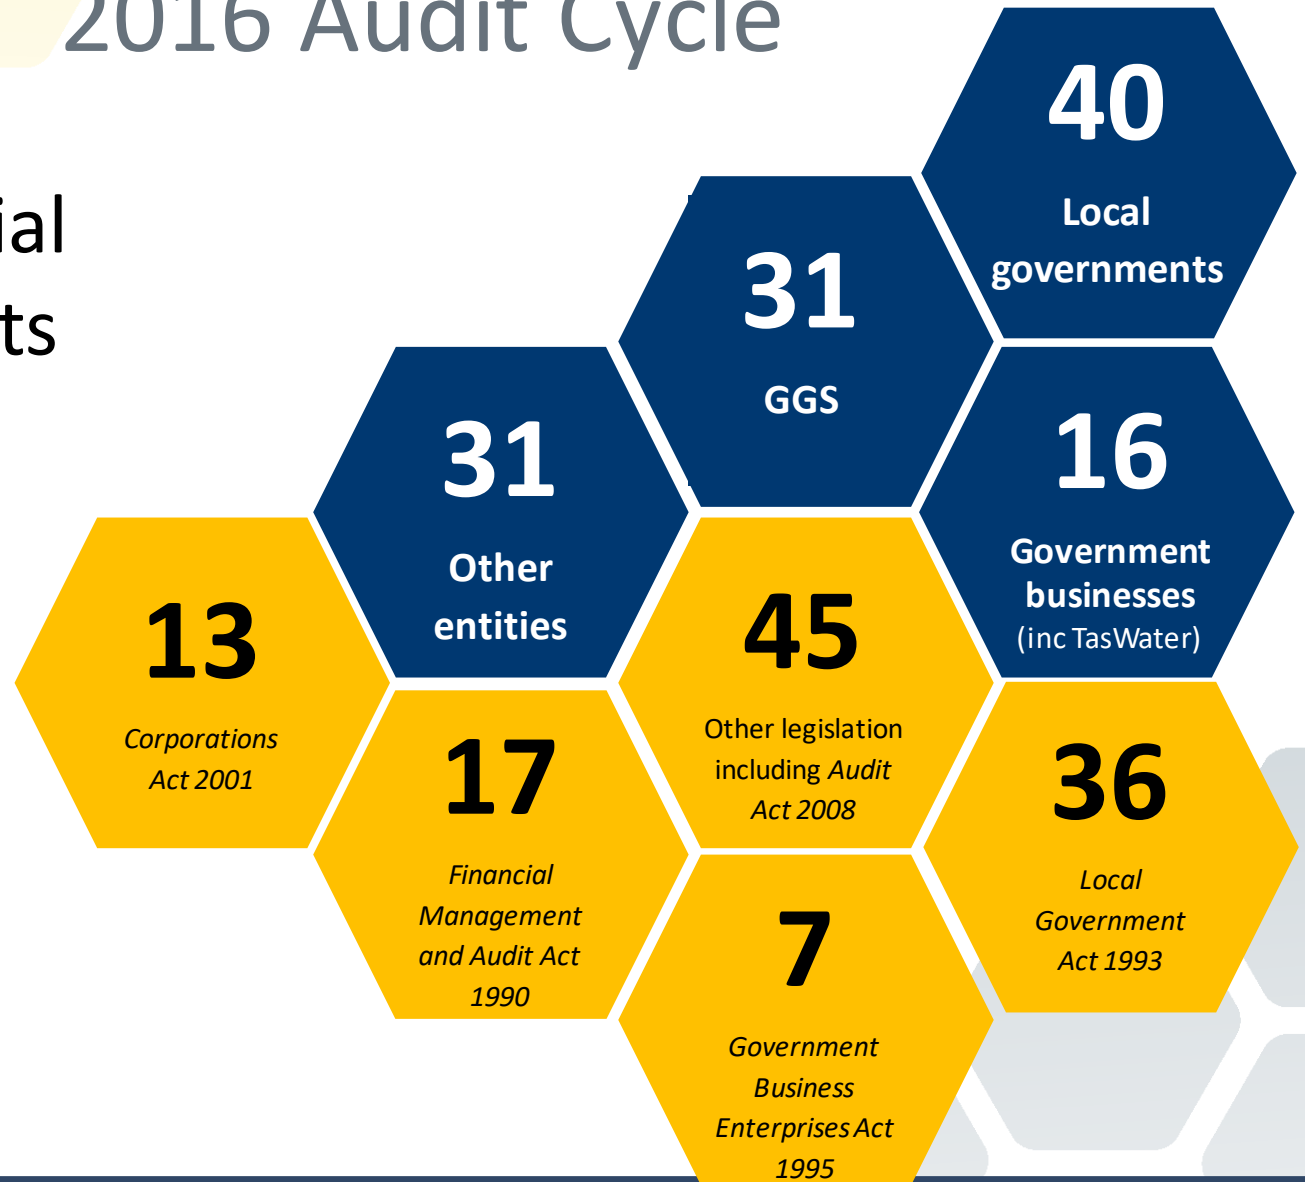 2016 Audit Cycle
ial
ts
40
Local
governments
31
GGS
31
Other
entities
16
Government
businesses
(inc TasWater)
13
Corporations
Act 2001
17
Financial
Management
and Audit Act
1990
45
Other legislation
including Audit
Act 2008
36
Local
Government
Act 1993
7
Government
Business
Enterprises Act
1995